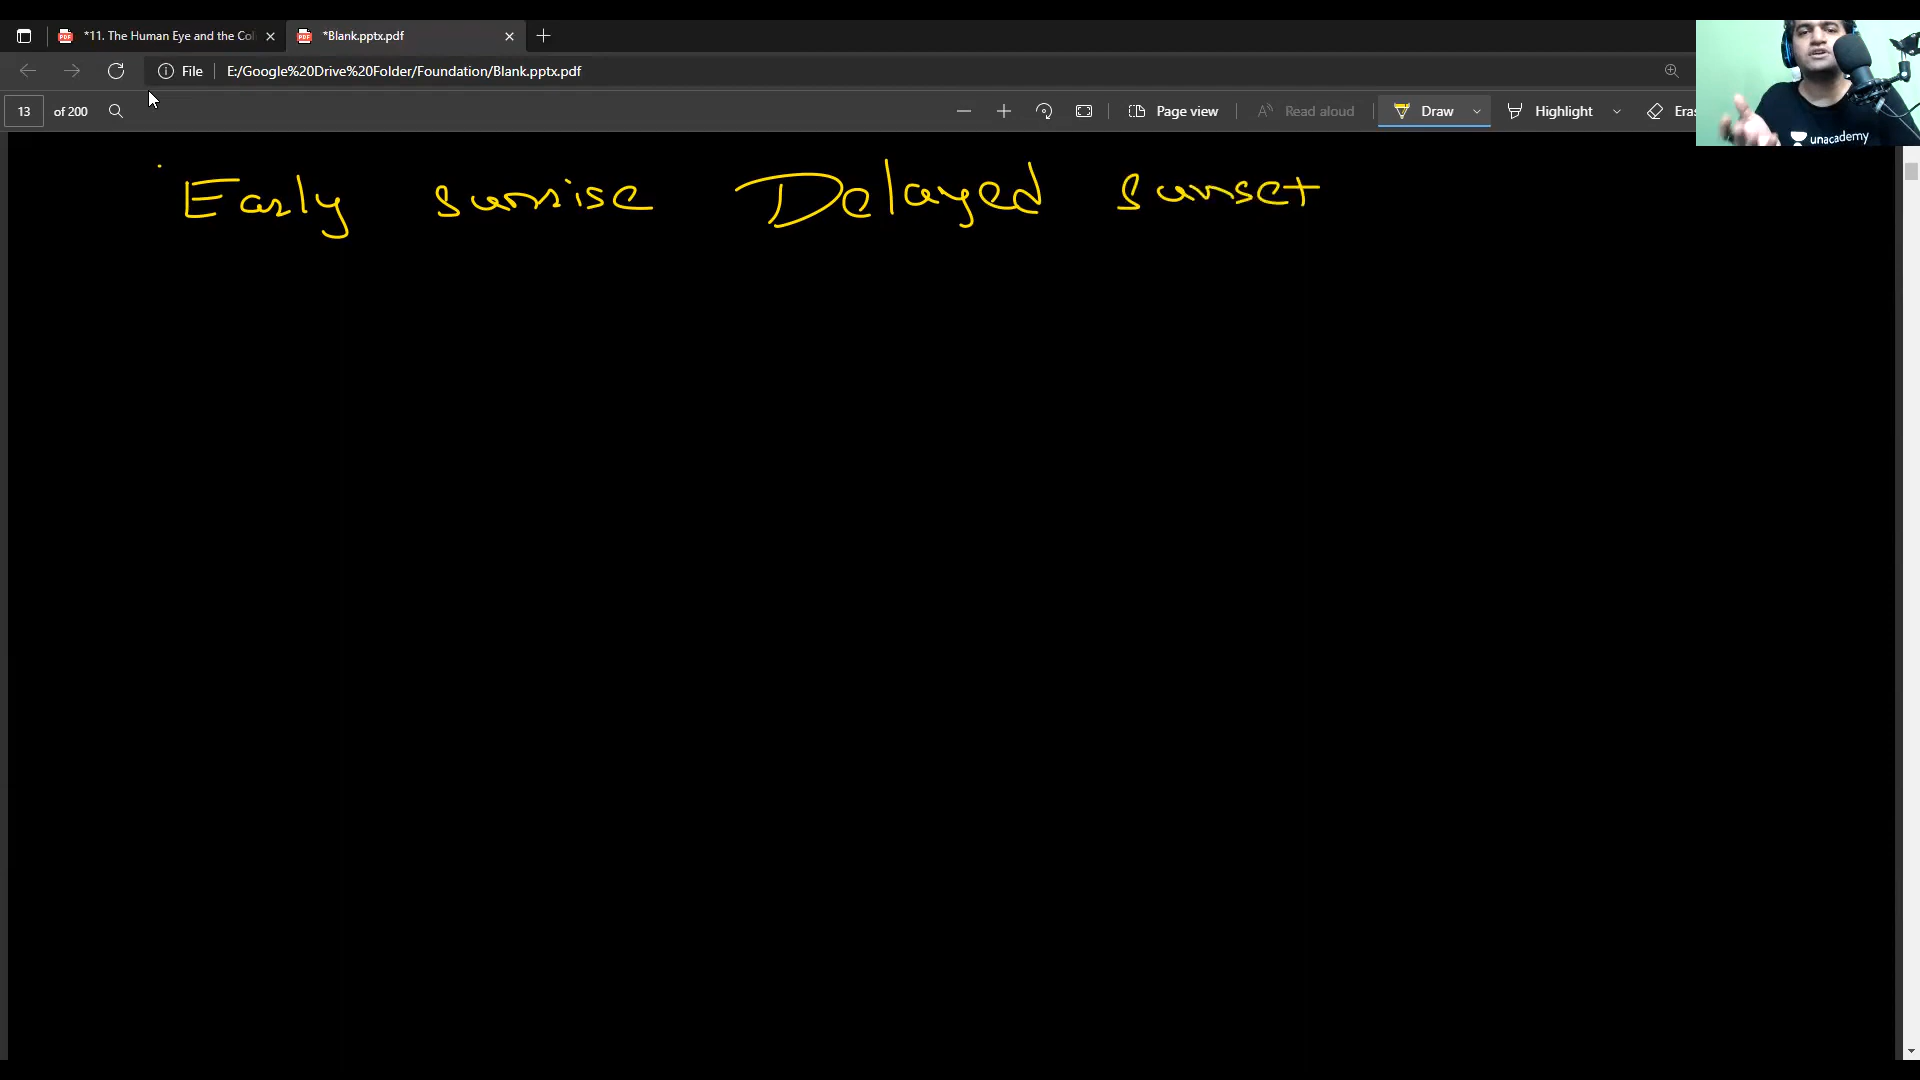 *11. The Human Eye and the Col
*Blank.pptx.pdf
File E:/Google%20Drive%20Folder/Foundation/Blank.pptx.pdf
13 of 200 Page view Read aloud Draw Highlight Eras
unacademy
Early sunrise Delayed sunset